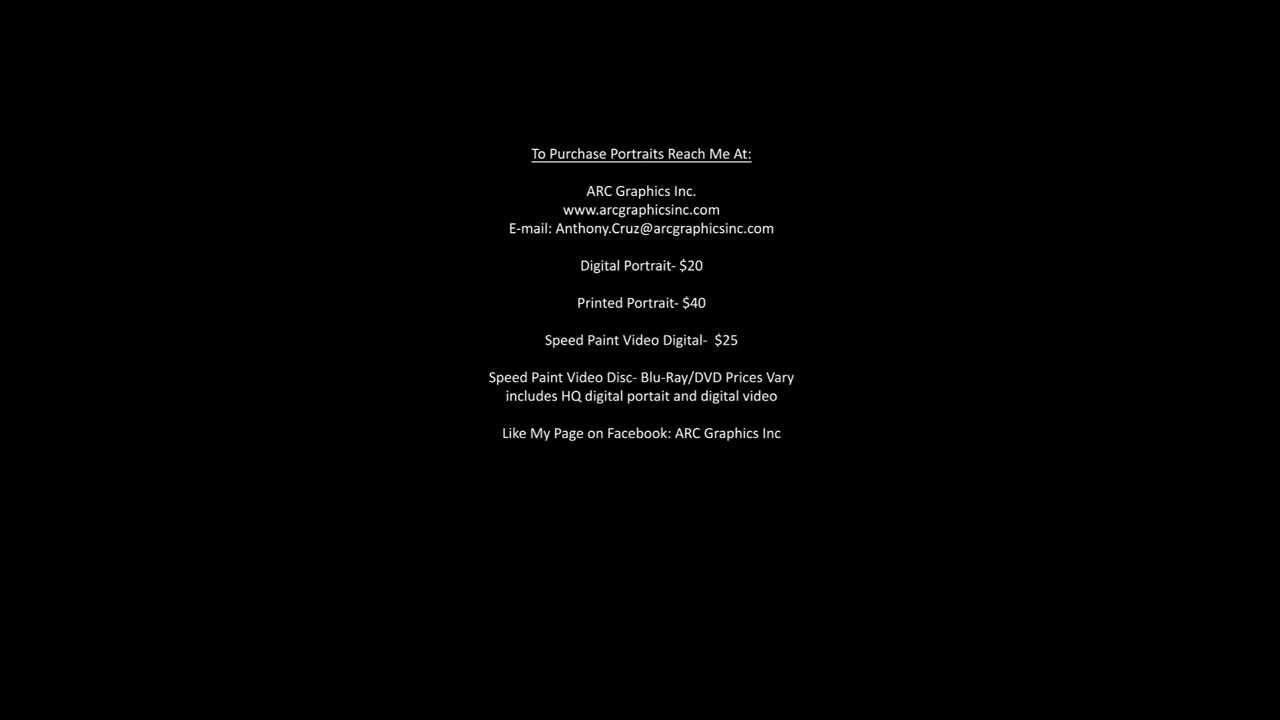 To Purchase Portraits Reach Me At:
ARC Graphics Inc.
www.arcgraphicsinc.com
E-mail: Anthony.Cruz@arcgraphicsinc.com
Digital Portrait- $20
Printed Portrait- $40
Speed Paint Video Digital-  $25
Speed Paint Video Disc- Blu-Ray/DVD Prices Vary
includes HQ digital portait and digital video
Like My Page on Facebook: ARC Graphics Inc